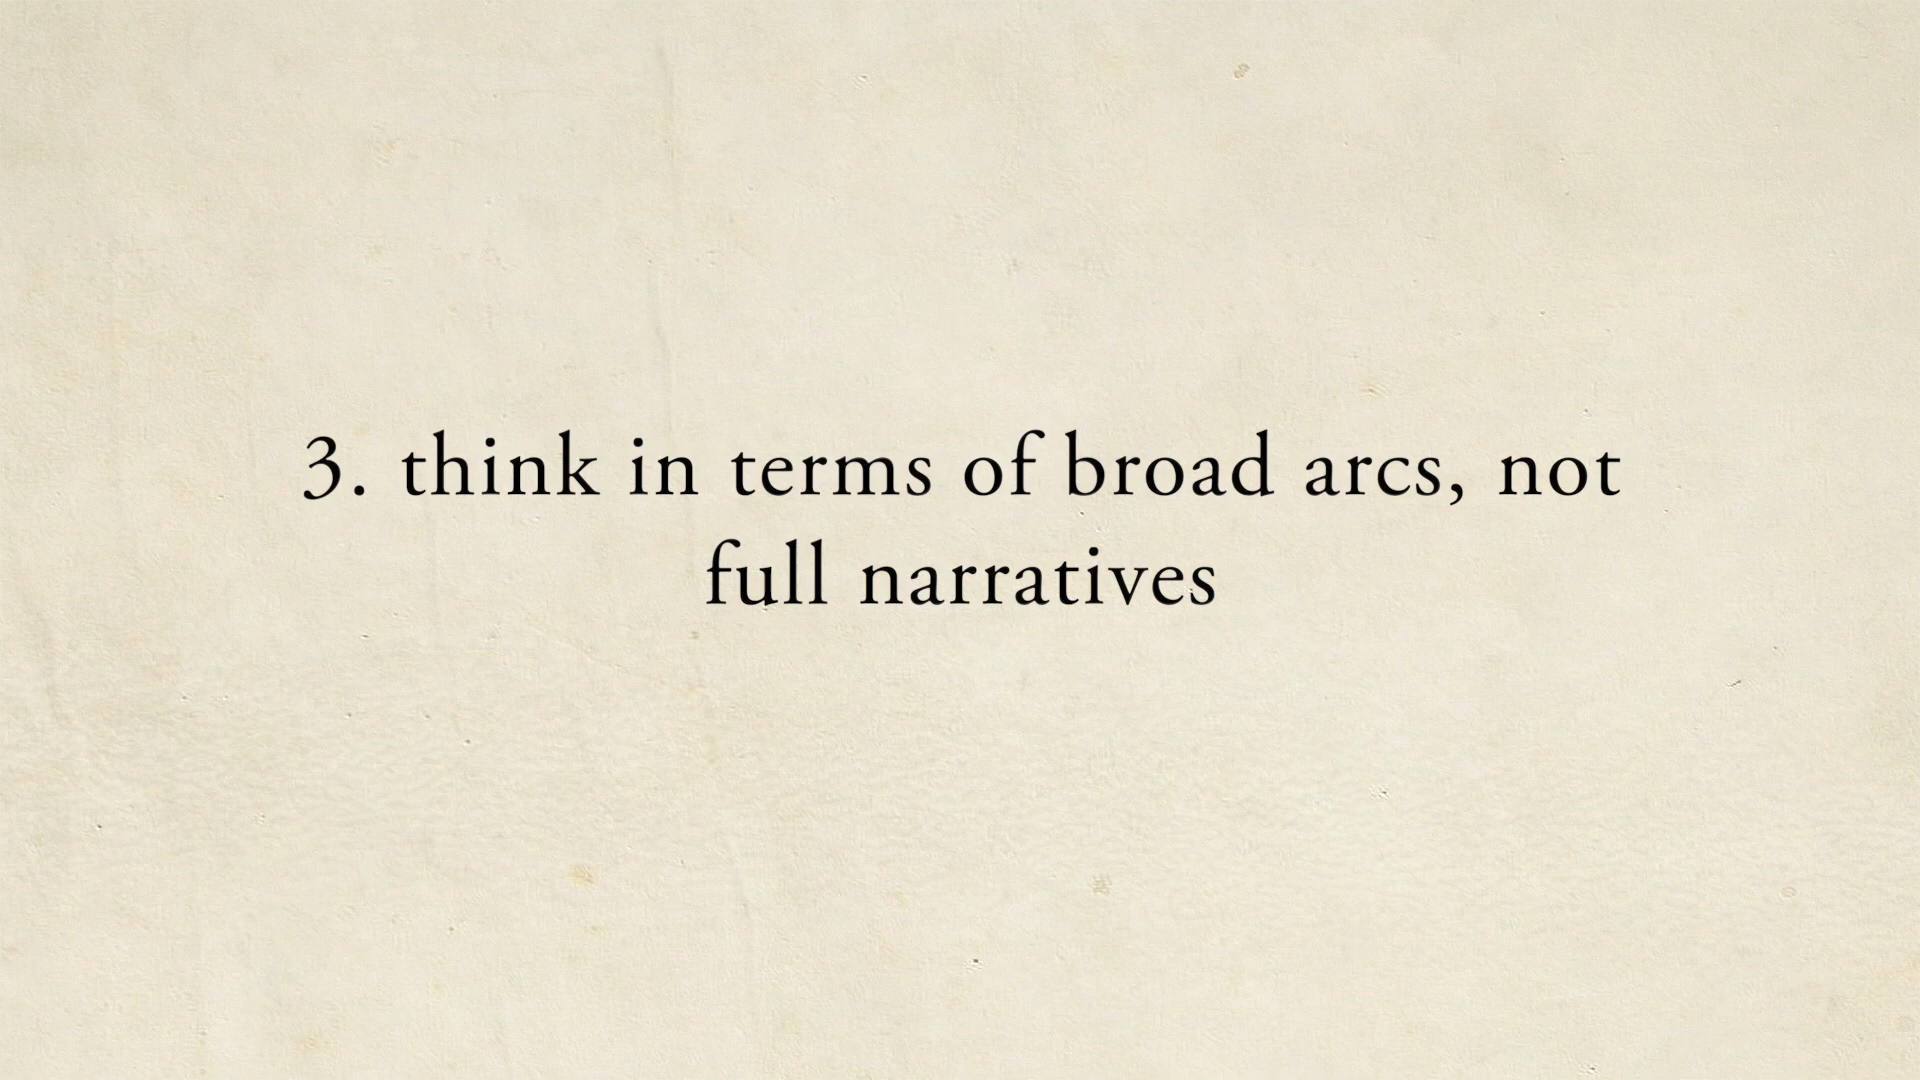 3. think in terms of broad arcs, not
full narratives